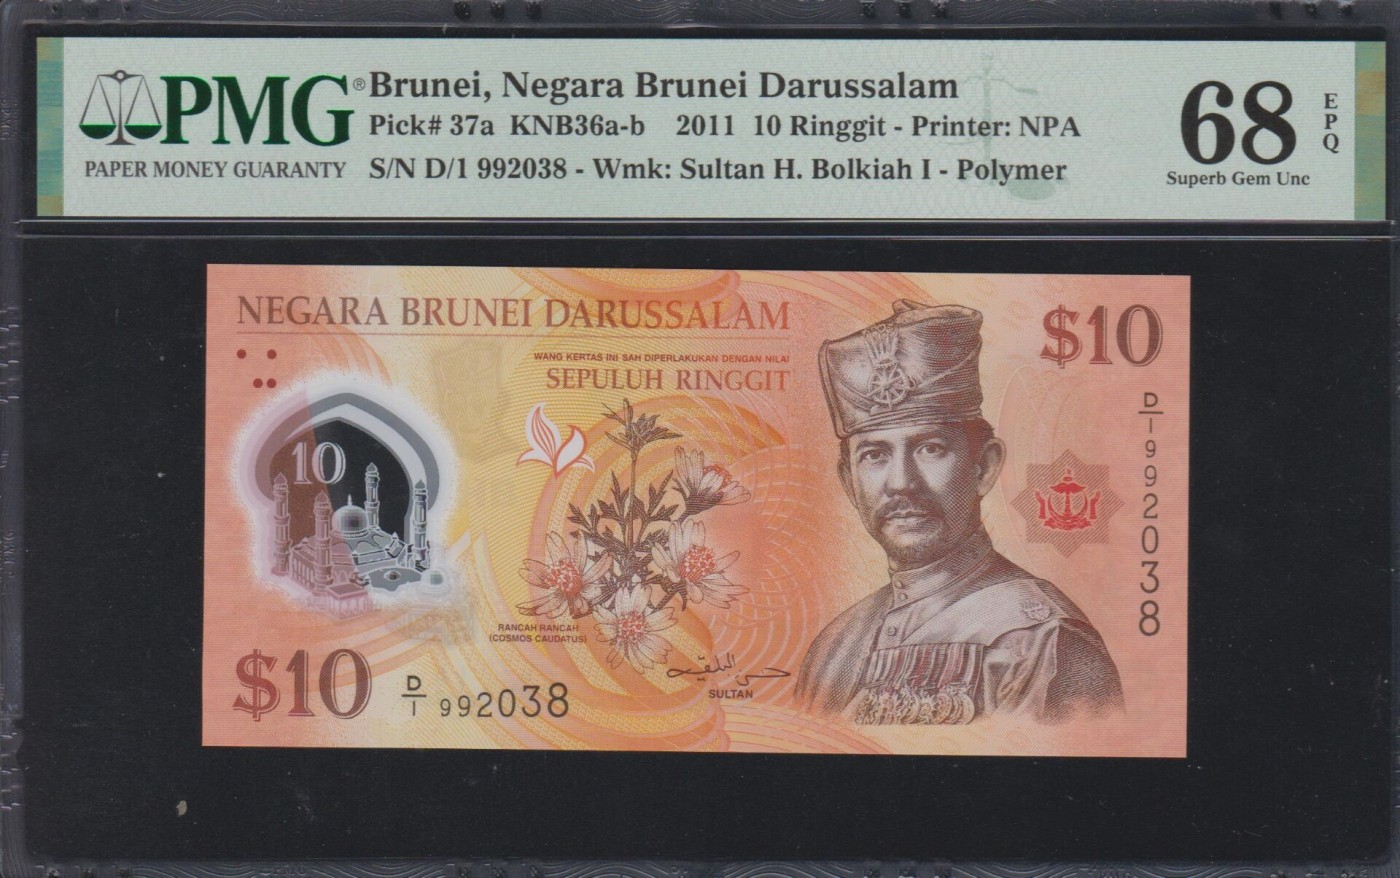 PMG®
PAPER MONEY GUARANTY
Brunei, Negara Brunei Darussalam
Pick# 37a KNB36a-b 2011 10 Ringgit - Printer: NPA
S/N D/1 992038 - Wmk: Sultan H. Bolkiah I - Polymer
68
EPQ
Superb Gem Unc
NEGARA BRUNEI DARUSSALAM
$10
WANG KERTAS INI SAH DIPERLAKUKAN DENGAN NILAI
SEPULUH RINGGIT
D/1 992038
10
RANCAH RANCAH
(COSMOS CAUDATUS)
SULTAN
$10
D/1 992038